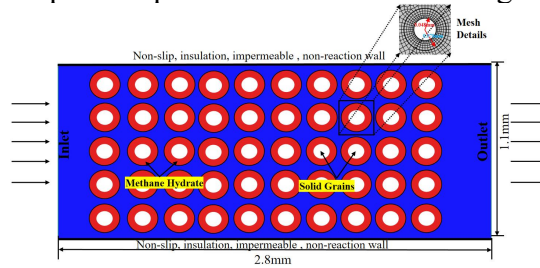 Mesh
Details
Non-slip, insulation, impermeable , non-reaction wall
Inlet
Outlet
1.1mm
Methane Hydrate
Solid Grains
Non-slip, insulation, impermeable , non-reaction wall
2.8mm